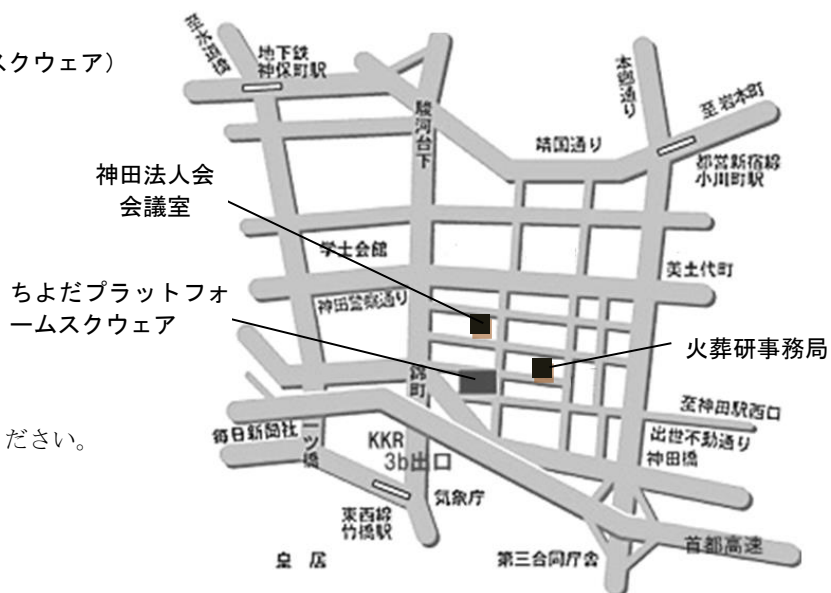 至水道橋
スクウェア）
地下鉄
神保町駅
駿河台下
本郷通り
至岩本町
靖国通り
都営新宿線
小川町駅
神田法人会
会議室
学士会館
美土代町
ちよだプラットフォ
ームスクウェア
神田警察通り
火葬研事務局
錦町
至神田駅西口
毎日新聞社
一ツ橋
KKR
3b出口
出世不動通り
神田橋
ださい。
気象庁
東西線
竹橋駅
皇居
第三合同庁舎
首都高速